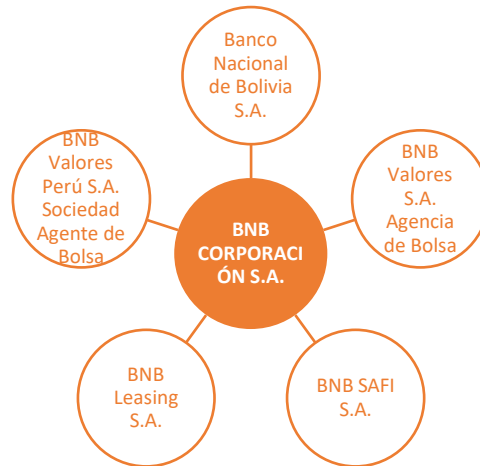 Banco
Nacional
de Bolivia
S.A.
BNB
Valores
Perú S.A.
Sociedad
Agente de
Bolsa
BNB
Valores
S.A.
Agencia
de Bolsa
BNB
CORPORACI
ÓN S.A.
BNB
Leasing
S.A.
BNB SAFI
S.A.